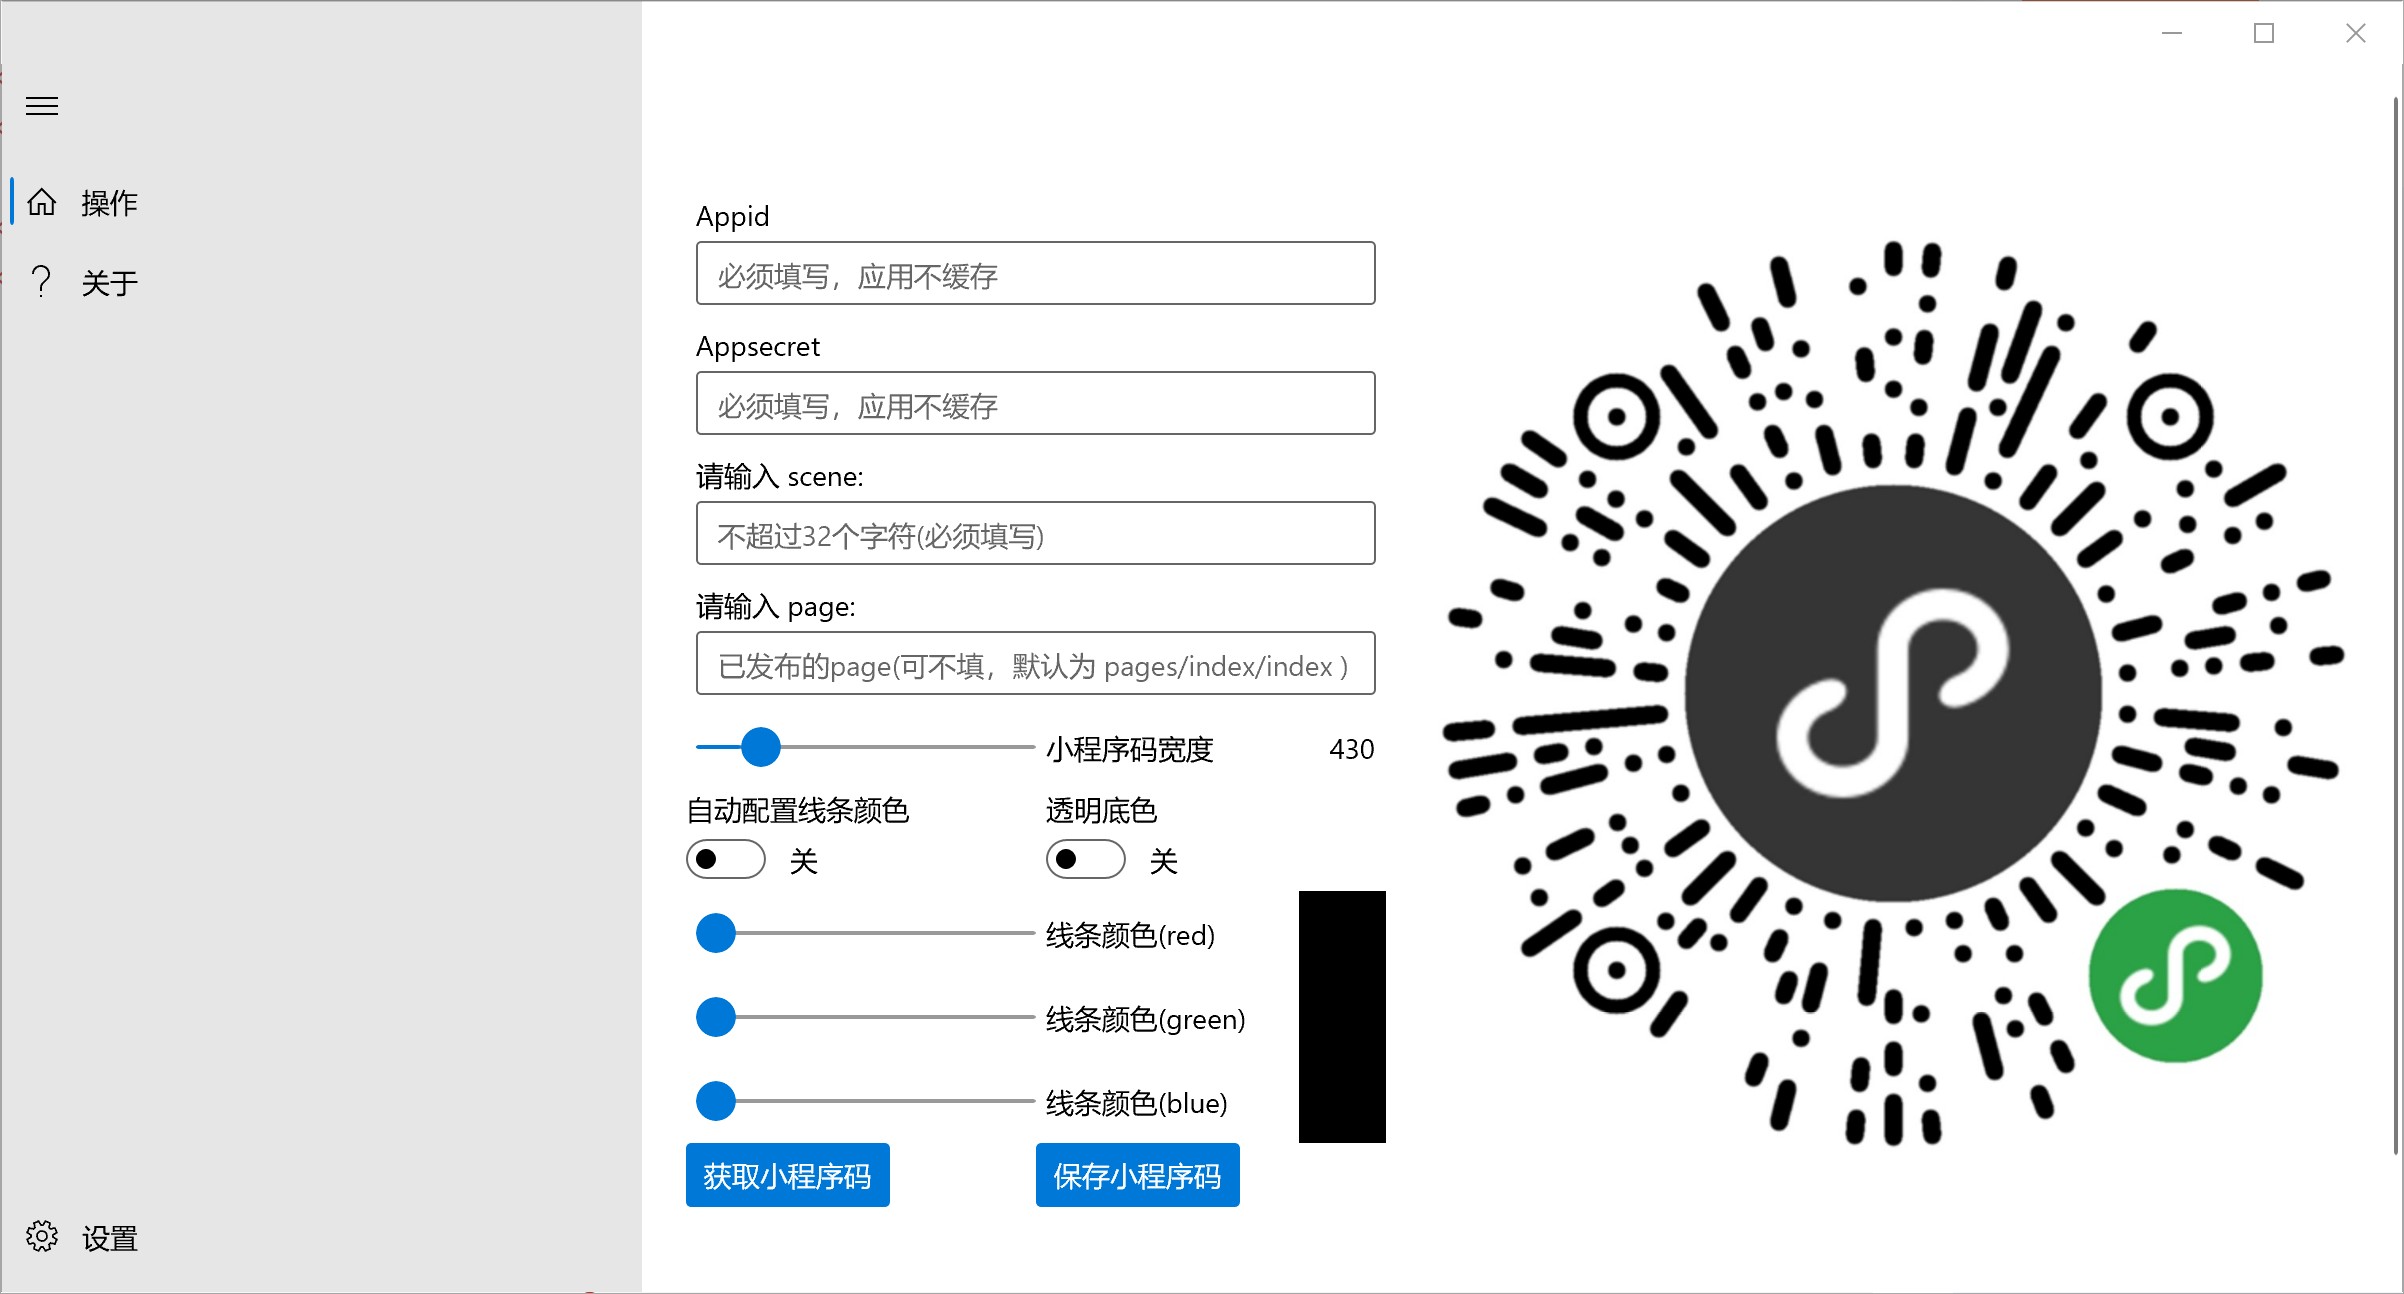 操作
关于
设置
Appid
必须填写，应用不缓存
Appsecret
必须填写，应用不缓存
请输入 scene:
不超过32个字符(必须填写)
请输入 page:
已发布的page(可不填，默认为 pages/index/index )
小程序码宽度 430
自动配置线条颜色 透明底色
关 关
线条颜色(red)
线条颜色(green)
线条颜色(blue)
获取小程序码 保存小程序码